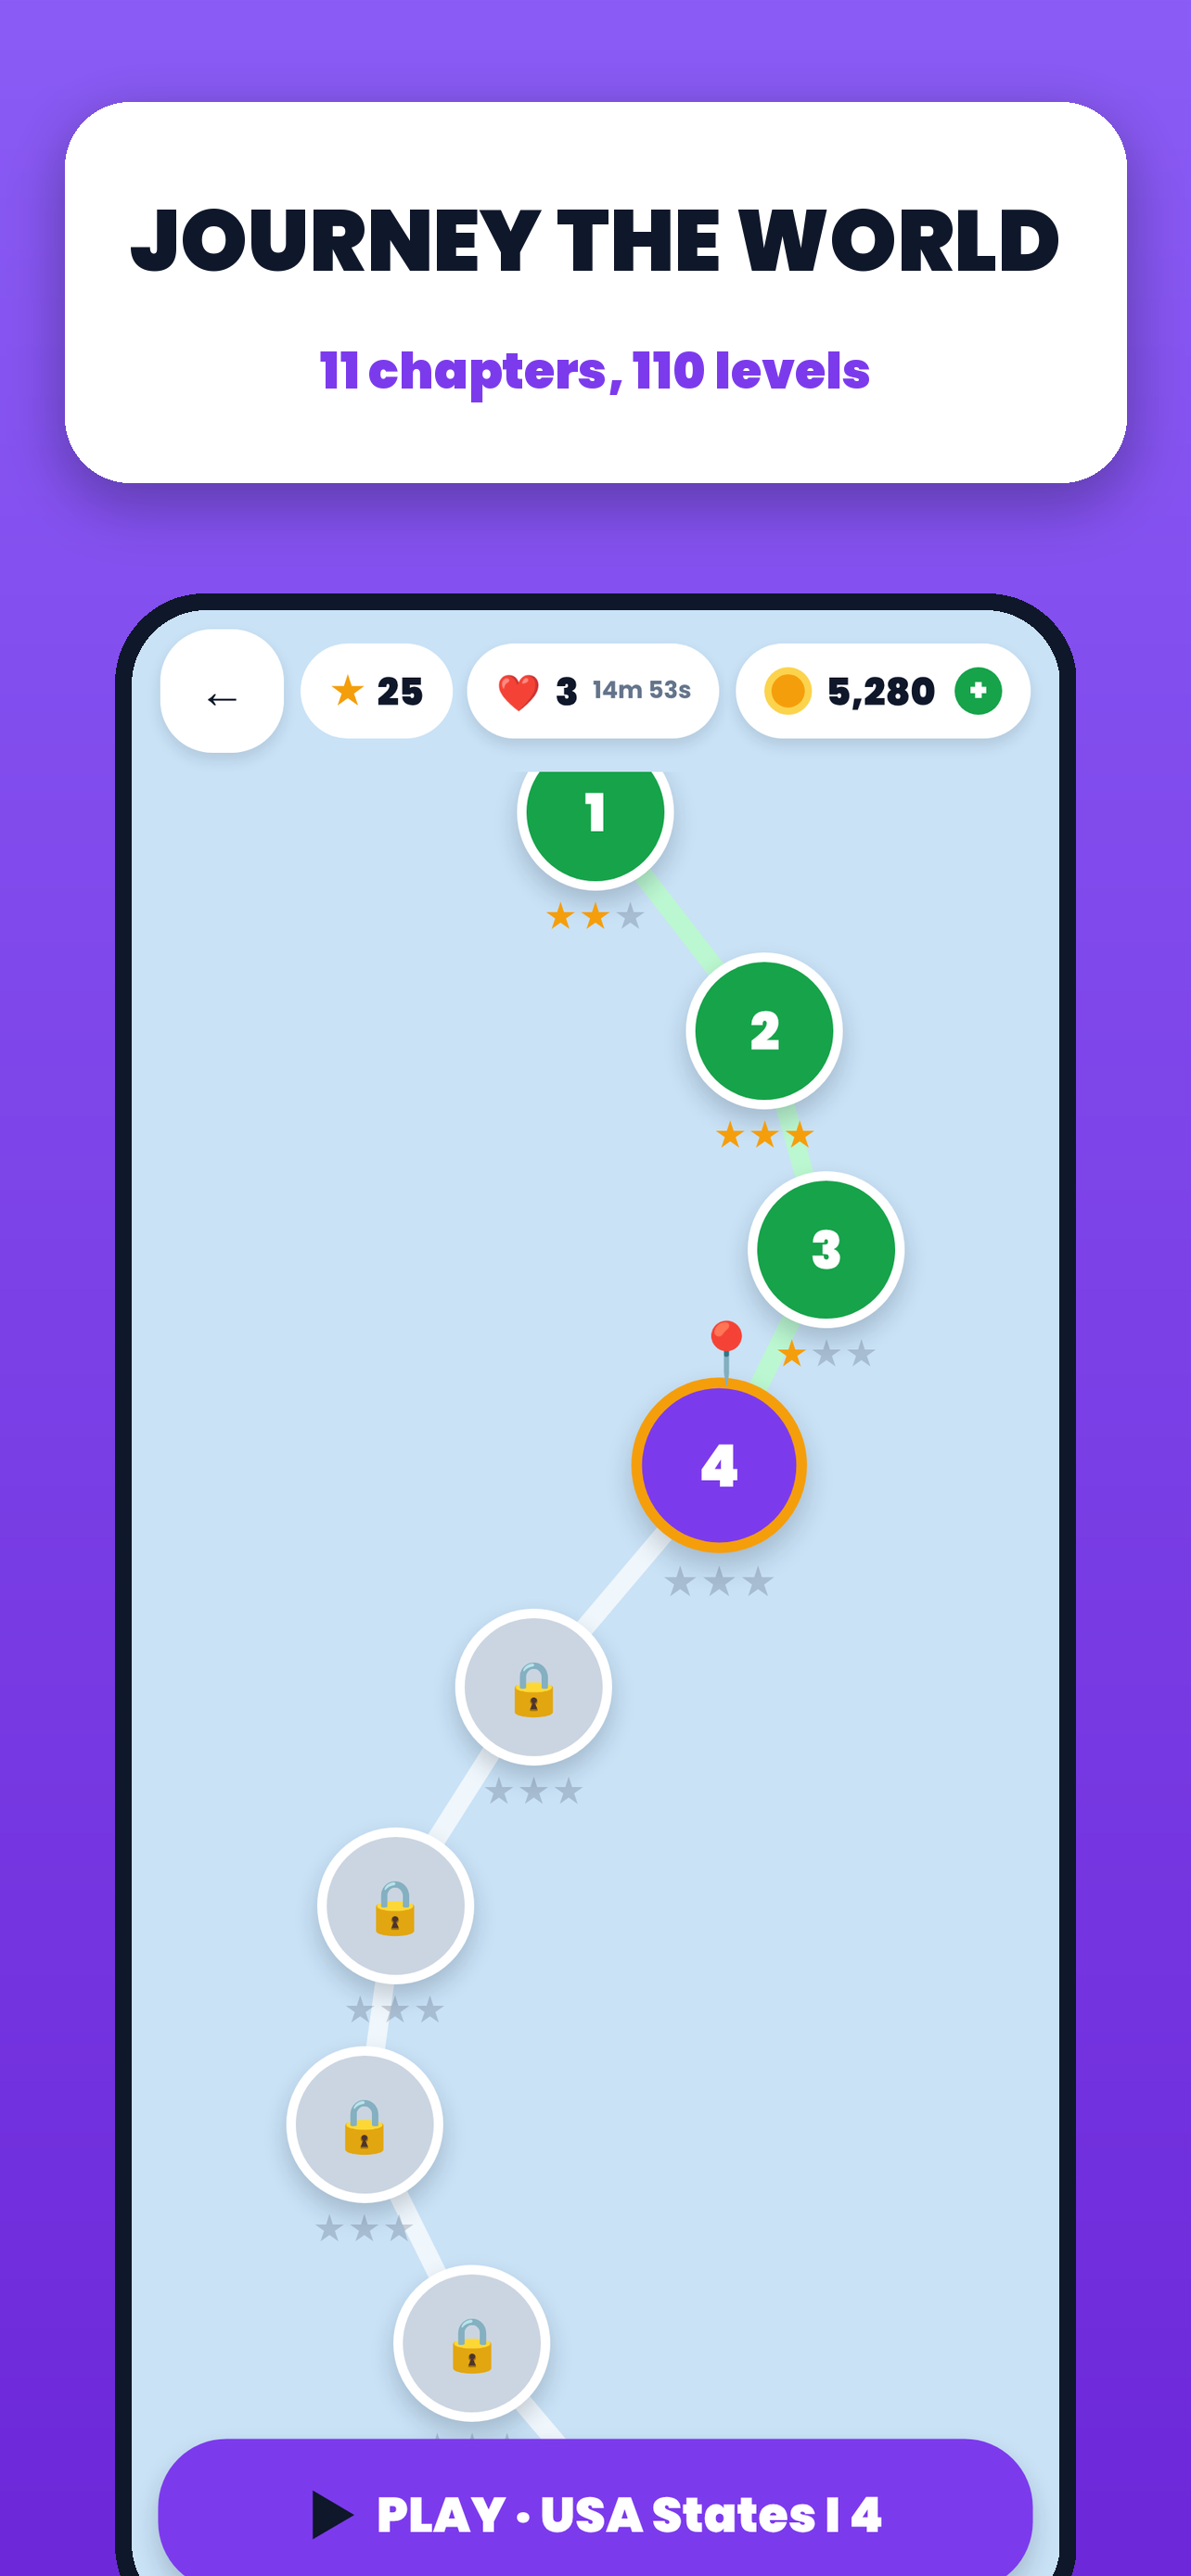 JOURNEY THE WORLD
11 chapters, 110 levels
← ★ 25 ❤️ 3 14m 53s 5,280 +
1
2
3
4
PLAY • USA States I 4